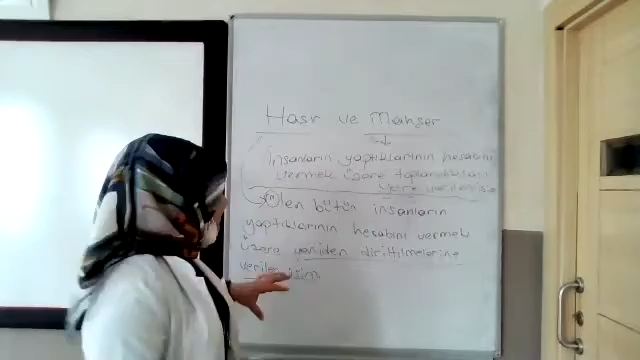 Haşr ve Mahşer
İnsanların yaptıklarının hesabını
vermek üzere toplanacakları
yere verilen isim
Ölen bütün insanların
yaptıklarının hesabını vermek
üzere yeniden diriltilmelerine
verilen isim